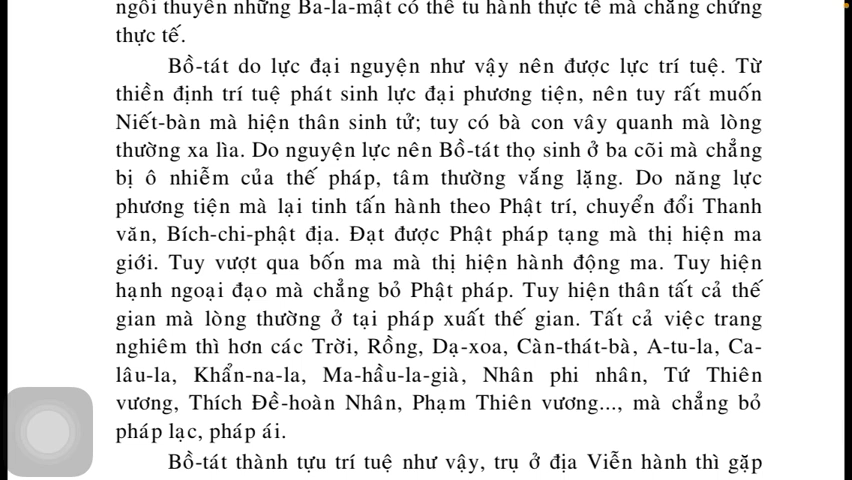 ngồi thuyền những Ba-la-mật có thể tu hành thực tế mà chẳng chứng
thực tế.
Bồ-tát do lực đại nguyện như vậy nên được lực trí tuệ. Từ
thiền định trí tuệ phát sinh lực đại phương tiện, nên tuy rất muốn
Niết-bàn mà hiện thân sinh tử; tuy có bà con vây quanh mà lòng
thường xa lìa. Do nguyện lực nên Bồ-tát thọ sinh ở ba cõi mà chẳng
bị ô nhiễm của thế pháp, tâm thường vắng lặng. Do năng lực
phương tiện mà lại tinh tấn hành theo Phật trí, chuyển đổi Thanh
văn, Bích-chi-phật địa. Đạt được Phật pháp tạng mà thị hiện ma
giới. Tuy vượt qua bốn ma mà thị hiện hành động ma. Tuy hiện
hạnh ngoại đạo mà chẳng bỏ Phật pháp. Tuy hiện thân tất cả thế
gian mà lòng thường ở tại pháp xuất thế gian. Tất cả việc trang
nghiêm thì hơn các Trời, Rồng, Dạ-xoa, Càn-thát-bà, A-tu-la, Ca-
lâu-la, Khẩn-na-la, Ma-hầu-la-già, Nhân phi nhân, Tứ Thiên
vương, Thích Đề-hoàn Nhân, Phạm Thiên vương..., mà chẳng bỏ
pháp lạc, pháp ái.
Bồ-tát thành tựu trí tuệ như vậy, trụ ở địa Viễn hành thì gặp